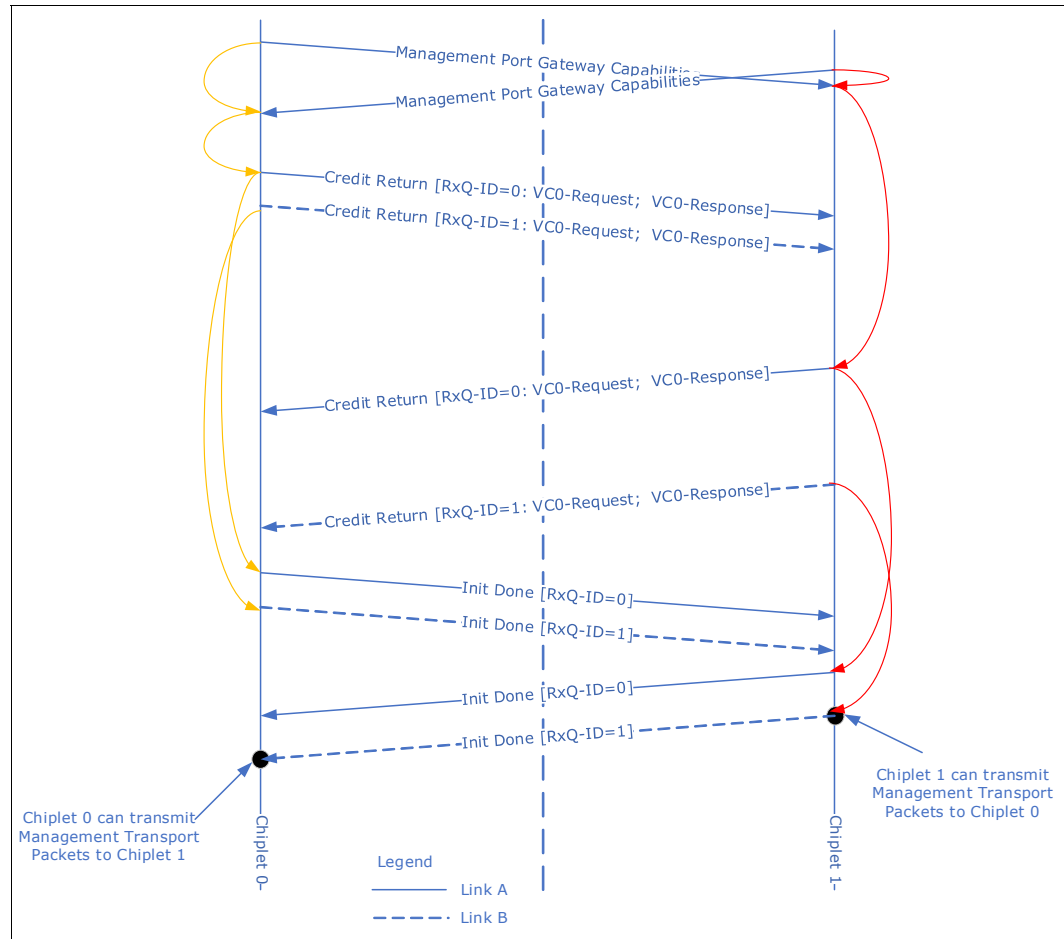 Management Port Gateway Capabilities
Management Port Gateway Capabilities
Credit Return [RxQ-ID=0: VC0-Request;  VC0-Response]
Credit Return [RxQ-ID=1: VC0-Request;  VC0-Response]
Credit Return [RxQ-ID=0: VC0-Request;  VC0-Response]
Credit Return [RxQ-ID=1: VC0-Request;  VC0-Response]
Init Done [RxQ-ID=0]
Init Done [RxQ-ID=1]
Init Done [RxQ-ID=0]
Init Done [RxQ-ID=1]
Chiplet 0 can transmit
Management Transport
Packets to Chiplet 1
Chiplet 1 can transmit
Management Transport
Packets to Chiplet 0
Chiplet 0
Chiplet 1
Legend
Link A
Link B